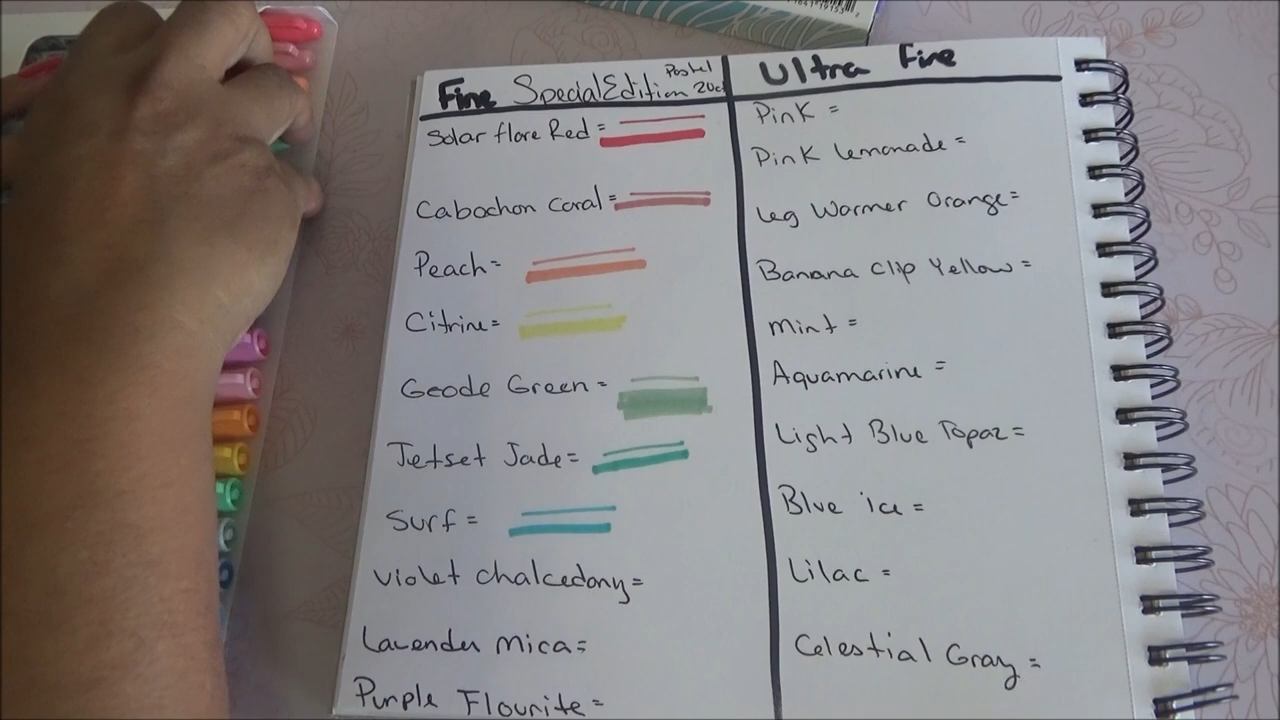 Fine Special Edition Pastel 20ct
Solar flare Red =
Cabochon Coral =
Peach =
Citrine =
Geode Green =
Jetset Jade =
Surf =
Violet Chalcedony =
Lavender Mica =
Purple Flourite =
Ultra Fine
Pink =
Pink Lemonade =
Leg Warmer Orange =
Banana Clip Yellow =
Mint =
Aquamarine =
Light Blue Topaz =
Blue ice =
Lilac =
Celestial Gray =